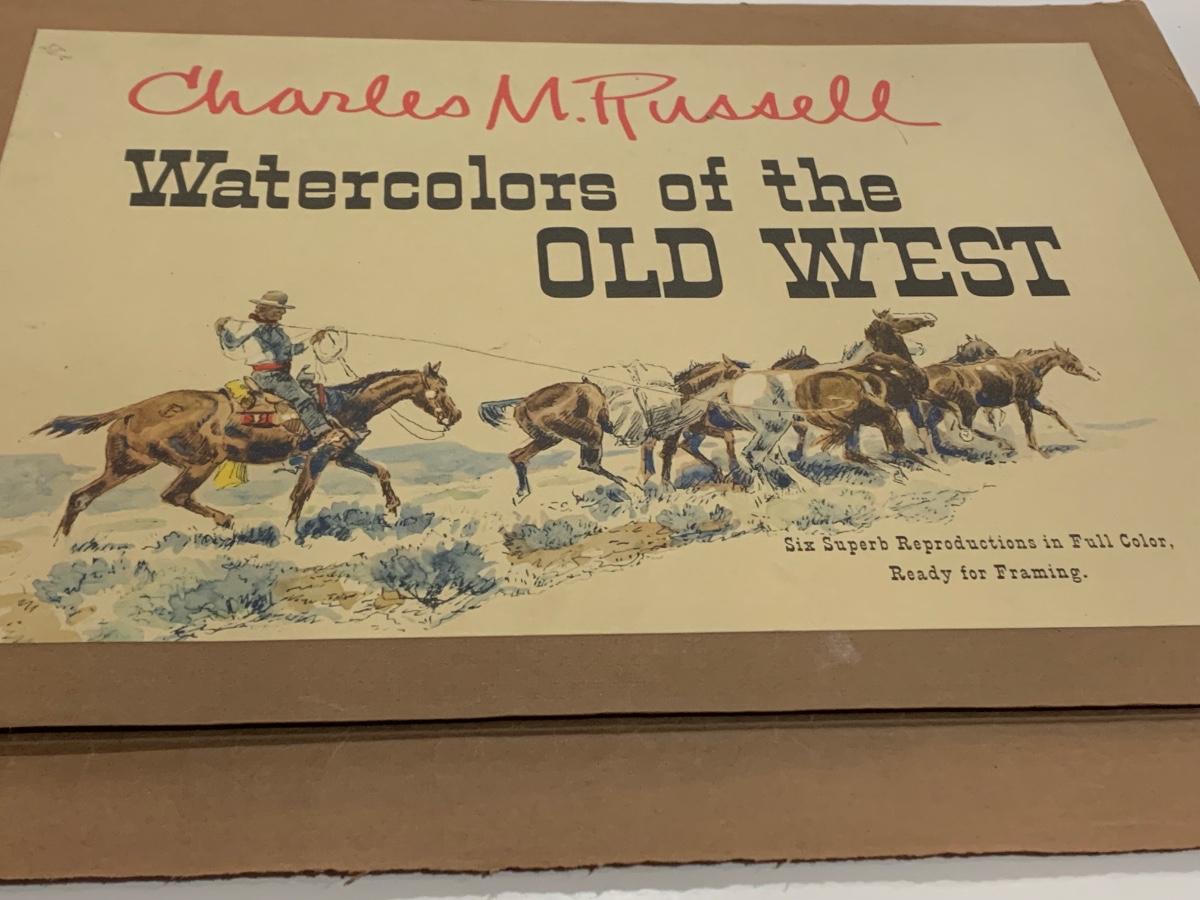 Charles M. Russell
Watercolors of the
OLD WEST
Six Superb Reproductions in Full Color,
Ready for Framing.